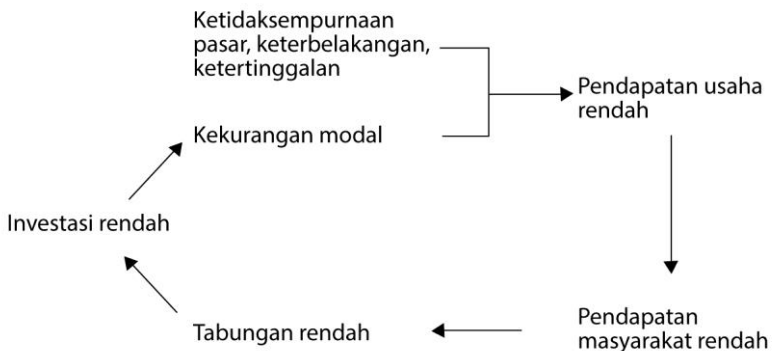 Ketidaksempurnaan
pasar, keterbelakangan,
ketertinggalan
Pendapatan usaha
rendah
Kekurangan modal
Investasi rendah
Pendapatan
masyarakat rendah
Tabungan rendah